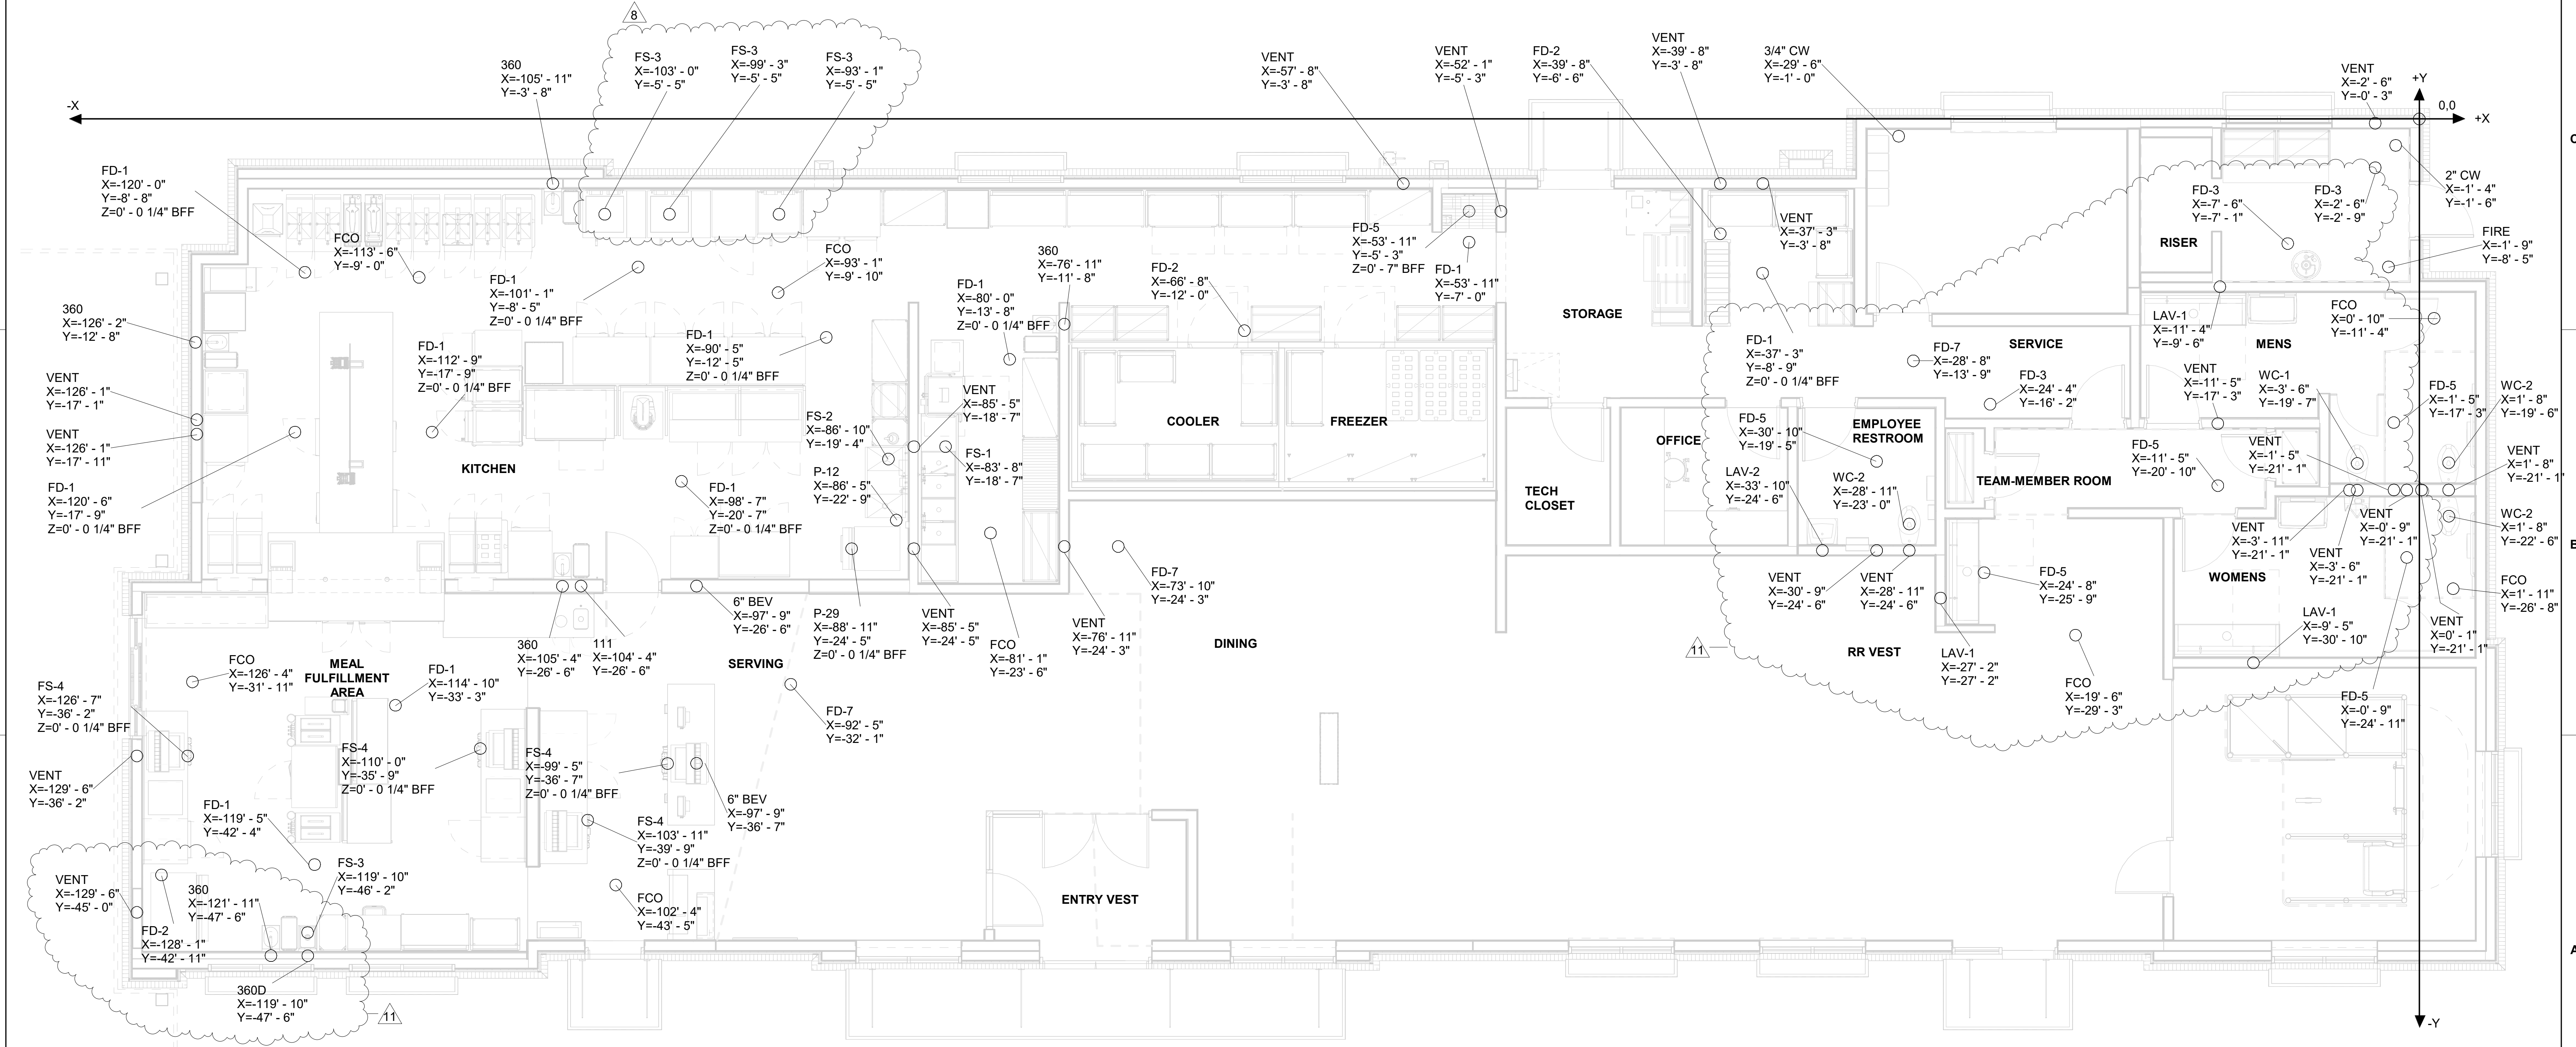 8
360
X=-105' - 11"
Y=-3' - 8"
FS-3
X=-103' - 0"
Y=-5' - 5"
FS-3
X=-99' - 3"
Y=-5' - 5"
FS-3
X=-93' - 1"
Y=-5' - 5"
VENT
X=-57' - 8"
Y=-3' - 8"
VENT
X=-52' - 1"
Y=-5' - 3"
FD-2
X=-39' - 8"
Y=-6' - 6"
VENT
X=-39' - 8"
Y=-3' - 8"
3/4" CW
X=-29' - 6"
Y=-1' - 0"
VENT
X=-2' - 6"
Y=-0' - 3"
+Y
0,0
+X
-X
C
FD-1
X=-120' - 0"
Y=-8' - 8"
Z=0' - 0 1/4" BFF
FCO
X=-113' - 6"
Y=-9' - 0"
FD-1
X=-101' - 1"
Y=-8' - 5"
Z=0' - 0 1/4" BFF
FCO
X=-93' - 1"
Y=-9' - 10"
FD-1
X=-80' - 0"
Y=-13' - 8"
Z=0' - 0 1/4" BFF
360
X=-76' - 11"
Y=-11' - 8"
FD-2
X=-66' - 8"
Y=-12' - 0"
FD-5
X=-53' - 11"
Y=-5' - 3"
Z=0' - 7" BFF
FD-1
X=-53' - 11"
Y=-7' - 0"
VENT
X=-37' - 3"
Y=-3' - 8"
RISER
FD-3
X=-7' - 6"
Y=-7' - 1"
FD-3
X=-2' - 6"
Y=-2' - 9"
2" CW
X=-1' - 4"
Y=-1' - 6"
FIRE
X=-1' - 9"
Y=-8' - 5"
360
X=-126' - 2"
Y=-12' - 8"
FD-1
X=-112' - 9"
Y=-17' - 9"
Z=0' - 0 1/4" BFF
FD-1
X=-90' - 5"
Y=-12' - 5"
Z=0' - 0 1/4" BFF
STORAGE
FD-1
X=-37' - 3"
Y=-8' - 9"
Z=0' - 0 1/4" BFF
FD-7
X=-28' - 8"
Y=-13' - 9"
SERVICE
LAV-1
X=-11' - 4"
Y=-9' - 6"
MENS
FCO
X=0' - 10"
Y=-11' - 4"
VENT
X=-126' - 1"
Y=-17' - 1"
VENT
X=-126' - 1"
Y=-17' - 11"
FD-1
X=-120' - 6"
Y=-17' - 9"
Z=0' - 0 1/4" BFF
KITCHEN
FS-2
X=-86' - 10"
Y=-19' - 4"
P-12
X=-86' - 5"
Y=-22' - 9"
VENT
X=-85' - 5"
Y=-18' - 7"
FS-1
X=-83' - 8"
Y=-18' - 7"
COOLER
FREEZER
FD-3
X=-24' - 4"
Y=-16' - 2"
VENT
X=-11' - 5"
Y=-17' - 3"
WC-1
X=-3' - 6"
Y=-19' - 7"
FD-5
X=-1' - 5"
Y=-17' - 3"
WC-2
X=1' - 8"
Y=-19' - 6"
FD-1
X=-98' - 7"
Y=-20' - 7"
Z=0' - 0 1/4" BFF
TECH
CLOSET
OFFICE
FD-5
X=-30' - 10"
Y=-19' - 5"
EMPLOYEE
RESTROOM
LAV-2
X=-33' - 10"
Y=-24' - 6"
WC-2
X=-28' - 11"
Y=-23' - 0"
TEAM-MEMBER ROOM
FD-5
X=-11' - 5"
Y=-20' - 10"
VENT
X=-1' - 5"
Y=-21' - 1"
VENT
X=1' - 8"
Y=-21' - 1"
VENT
X=-3' - 11"
Y=-21' - 1"
VENT
X=-3' - 6"
Y=-21' - 1"
VENT
X=-0' - 9"
Y=-21' - 1"
WC-2
X=1' - 8"
Y=-22' - 6"
B
360
X=-105' - 4"
Y=-26' - 6"
111
X=-104' - 4"
Y=-26' - 6"
6" BEV
X=-97' - 9"
Y=-26' - 6"
P-29
X=-88' - 11"
Y=-24' - 5"
Z=0' - 0 1/4" BFF
VENT
X=-85' - 5"
Y=-24' - 5"
FCO
X=-81' - 1"
Y=-23' - 6"
VENT
X=-76' - 11"
Y=-24' - 3"
FD-7
X=-73' - 10"
Y=-24' - 3"
DINING
VENT
X=-30' - 9"
Y=-24' - 6"
VENT
X=-28' - 11"
Y=-24' - 6"
FD-5
X=-24' - 8"
Y=-25' - 9"
WOMENS
FCO
X=1' - 11"
Y=-26' - 8"
LAV-1
X=-9' - 5"
Y=-30' - 10"
VENT
X=0' - 1"
Y=-21' - 1"
11
RR VEST
LAV-1
X=-27' - 2"
Y=-27' - 2"
FCO
X=-19' - 6"
Y=-29' - 3"
FD-5
X=-0' - 9"
Y=-24' - 11"
FCO
X=-126' - 4"
Y=-31' - 11"
MEAL
FULFILLMENT
AREA
FD-1
X=-114' - 10"
Y=-33' - 3"
SERVING
FS-4
X=-126' - 7"
Y=-36' - 2"
Z=0' - 0 1/4" BFF
FD-7
X=-92' - 5"
Y=-32' - 1"
VENT
X=-129' - 6"
Y=-36' - 2"
FS-4
X=-110' - 0"
Y=-35' - 9"
Z=0' - 0 1/4" BFF
FS-4
X=-99' - 5"
Y=-36' - 7"
Z=0' - 0 1/4" BFF
6" BEV
X=-97' - 9"
Y=-36' - 7"
FD-1
X=-119' - 5"
Y=-42' - 4"
FS-4
X=-103' - 11"
Y=-39' - 9"
Z=0' - 0 1/4" BFF
FS-3
X=-119' - 10"
Y=-46' - 2"
VENT
X=-129' - 6"
Y=-45' - 0"
360
X=-121' - 11"
Y=-47' - 6"
FD-2
X=-128' - 1"
Y=-42' - 11"
FCO
X=-102' - 4"
Y=-43' - 5"
ENTRY VEST
360D
X=-119' - 10"
Y=-47' - 6"
11
A
-Y